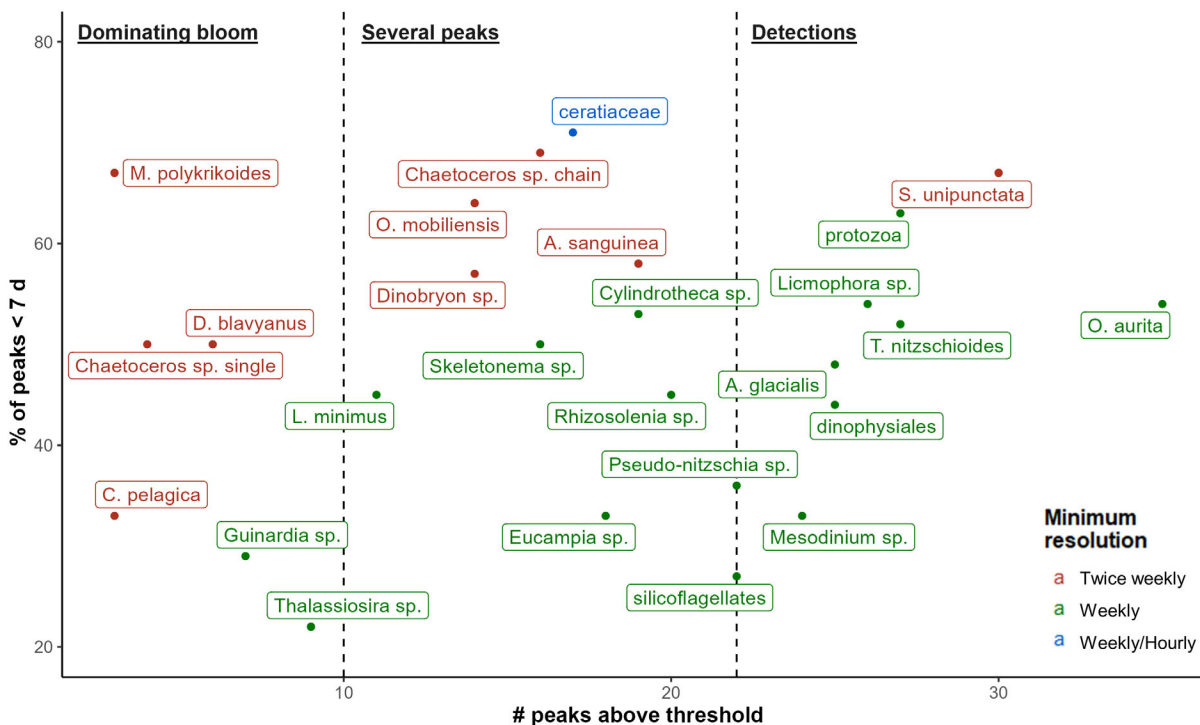 Dominating bloom
Several peaks
Detections
80
60
40
20
% of peaks < 7 d
ceratiaceae
M. polykrikoides
Chaetoceros sp. chain
S. unipunctata
O. mobiliensis
protozoa
A. sanguinea
Dinobryon sp.
Cylindrotheca sp.
Licmophora sp.
D. blavyanus
O. aurita
T. nitzschioides
Chaetoceros sp. single
Skeletonema sp.
A. glacialis
L. minimus
Rhizosolenia sp.
dinophysiales
Pseudo-nitzschia sp.
C. pelagica
Guinardia sp.
Eucampia sp.
Mesodinium sp.
silicoflagellates
Thalassiosira sp.
Minimum
resolution
a Twice weekly
a Weekly
a Weekly/Hourly
10
20
30
# peaks above threshold